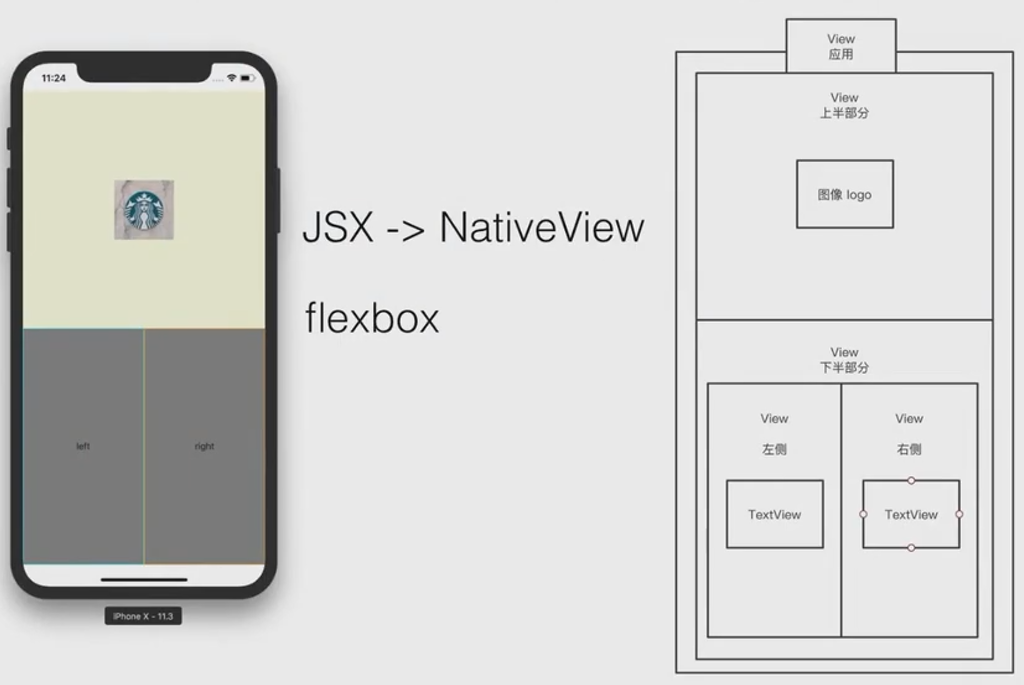 11:24
left
right
iPhone X - 11.3
JSX -> NativeView
flexbox
View
应用
View
上半部分
图像 logo
View
下半部分
View
左侧
TextView
View
右侧
TextView